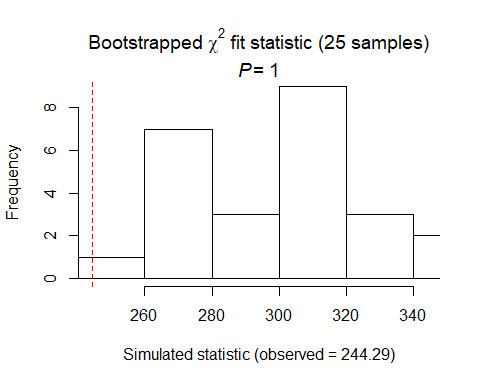 Bootstrapped χ² fit statistic (25 samples)
P = 1
Frequency
8
6
4
2
0
260 280 300 320 340
Simulated statistic (observed = 244.29)